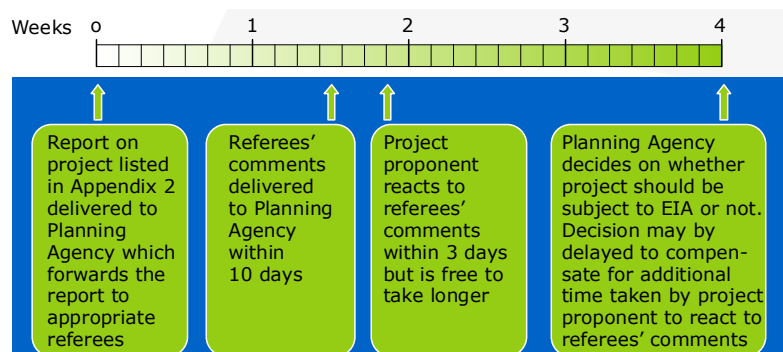 Weeks o 1 2 3 4
Report on
project listed
in Appendix 2
delivered to
Planning
Agency which
forwards the
report to
appropriate
referees
Referees’
comments
delivered
to Planning
Agency
within
10 days
Project
proponent
reacts to
referees’
comments
within 3 days
but is free to
take longer
Planning Agency
decides on whether
project should be
subject to EIA or not.
Decision may by
delayed to compen-
sate for additional
time taken by project
proponent to react to
referees’ comments